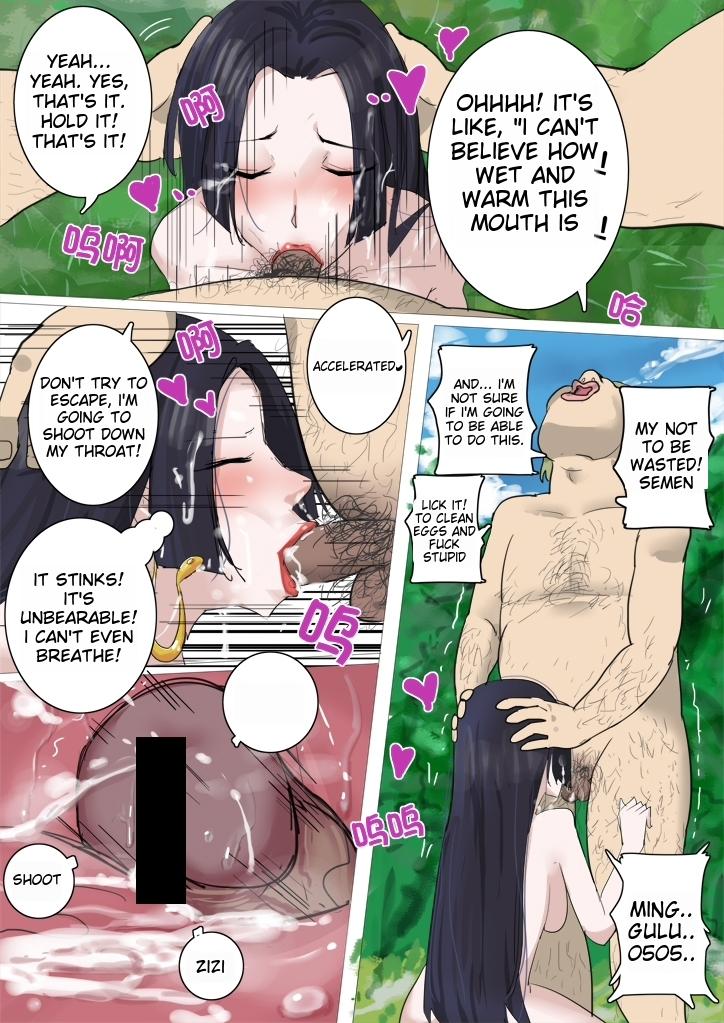 YEAH...
YEAH. YES,
THAT'S IT.
HOLD IT!
THAT'S IT!
啊
OHHHH! IT'S
LIKE, "I CAN'T
BELIEVE HOW
WET AND
WARM THIS
MOUTH IS
呜啊
哈
啊
ACCELERATED♥
DON'T TRY TO
ESCAPE, I'M
GOING TO
SHOOT DOWN
MY THROAT!
IT STINKS!
IT'S
UNBEARABLE!
I CAN'T EVEN
BREATHE!
呜
AND... I'M
NOT SURE
IF I'M GOING
TO BE ABLE
TO DO THIS.
MY NOT
TO BE
WASTED!
SEMEN
LICK IT!
TO CLEAN
EGGS AND
FUCK
STUPID
呜呜
SHOOT
ZIZI
MING..
GULU..
0505..